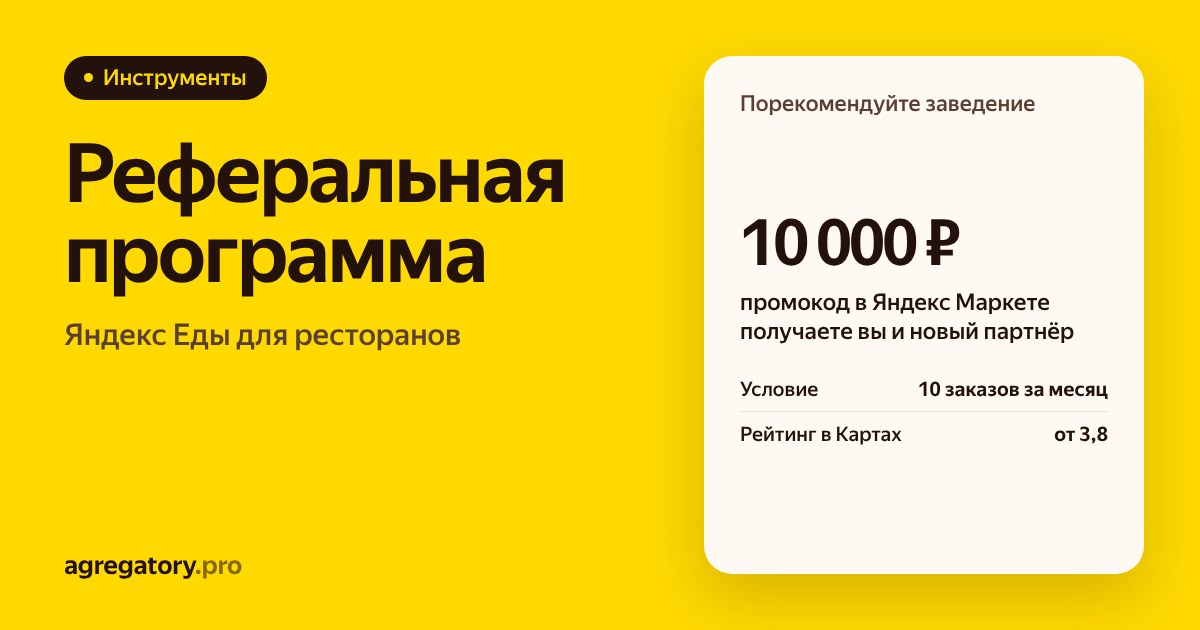 Инструменты
Реферальная
программа
Яндекс Еды для ресторанов
agregatory.pro
Порекомендуйте заведение
10 000 ₽
промокод в Яндекс Маркете
получаете вы и новый партнёр
Условие 10 заказов за месяц
Рейтинг в Картах от 3,8